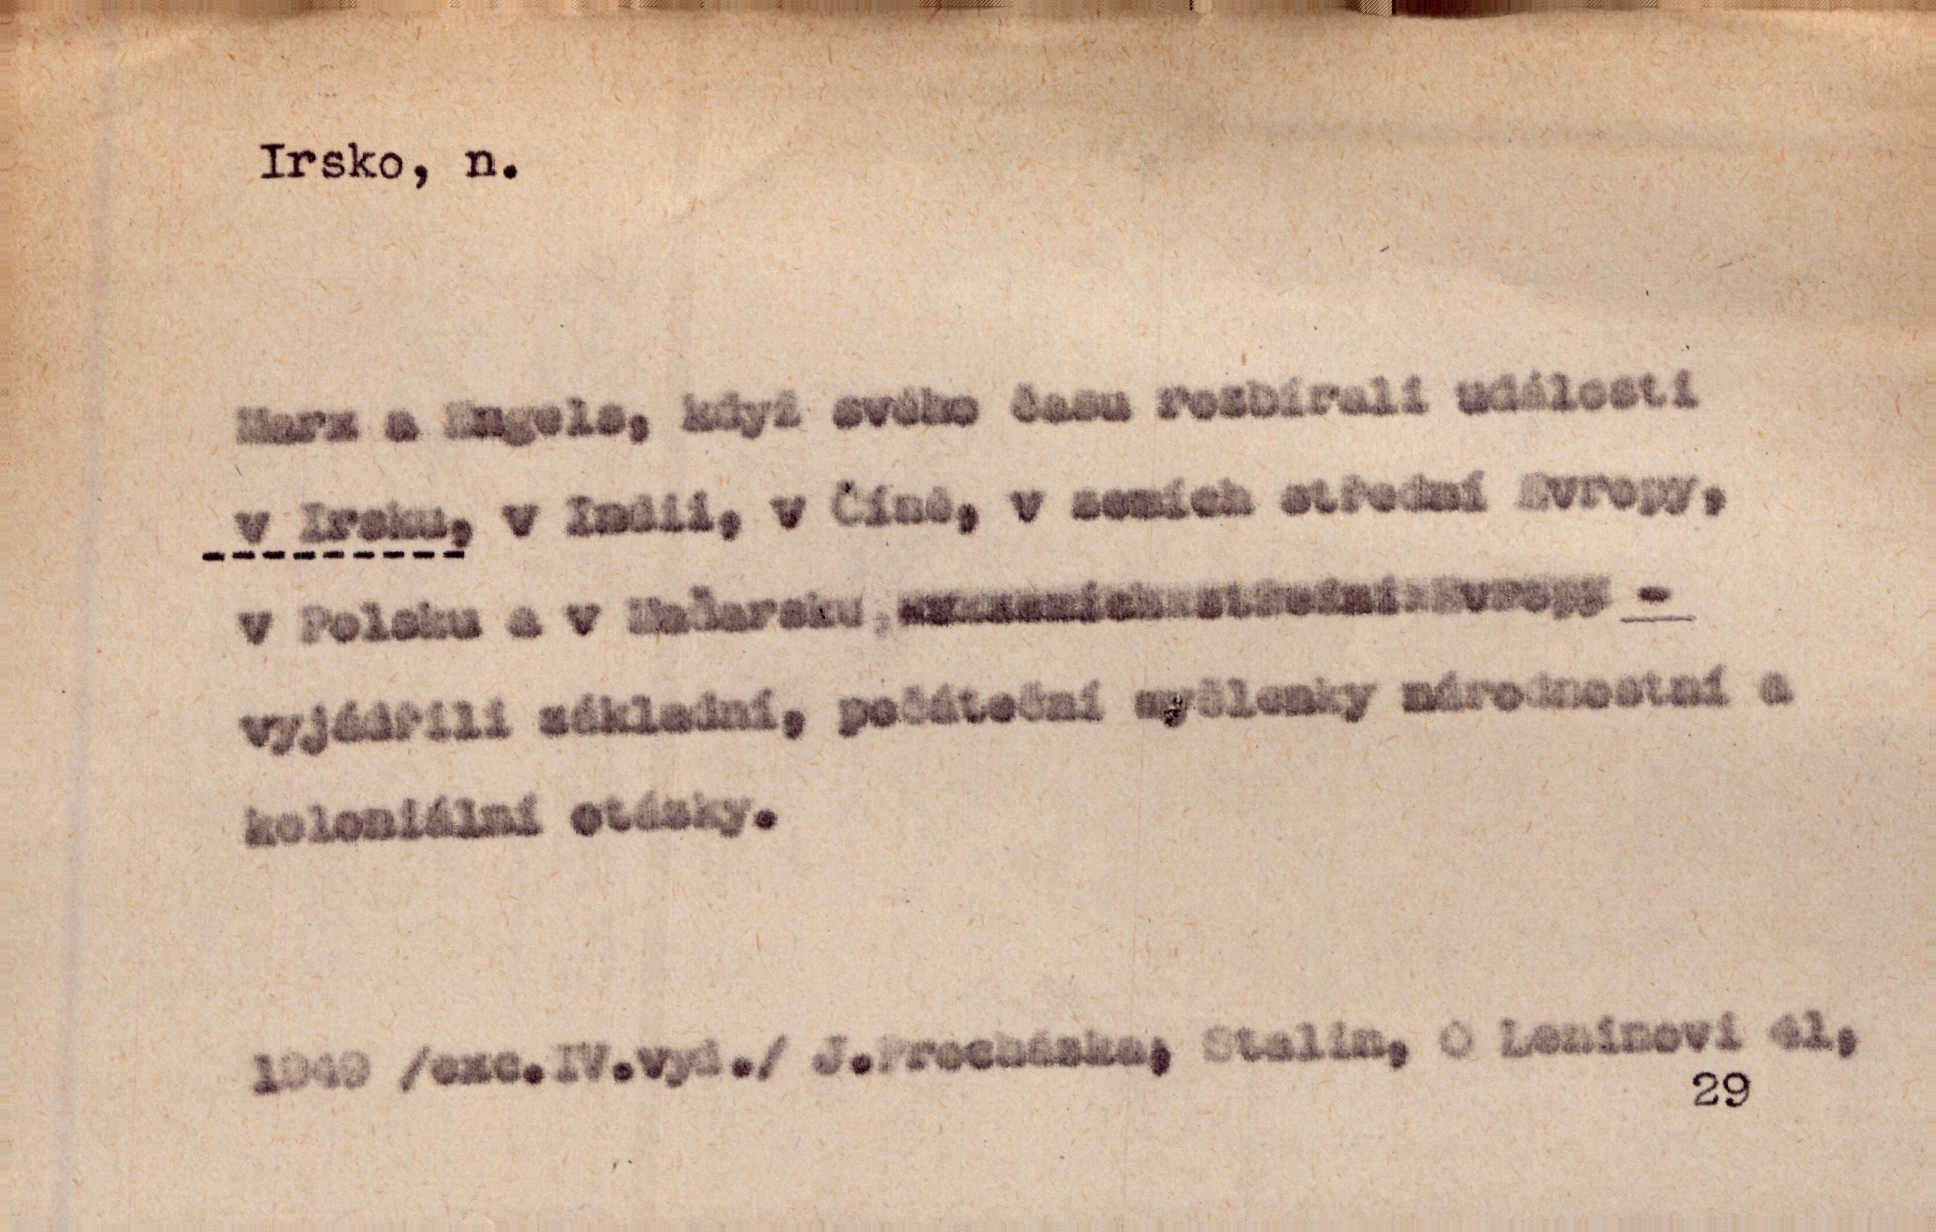 Irsko, n.
Marx a Engels, když svého času rozbírali události
v Irsku, v Indii, v Číně, v zemích střední Evropy,
v Polsku a v Maďarsku, -
vyjádřili základní, počáteční myšlenky národnostní a
koloniální otázky.
1949 /exc.IV.vyd./ J.Procházka, Stalin, O Leninovi 41,
29